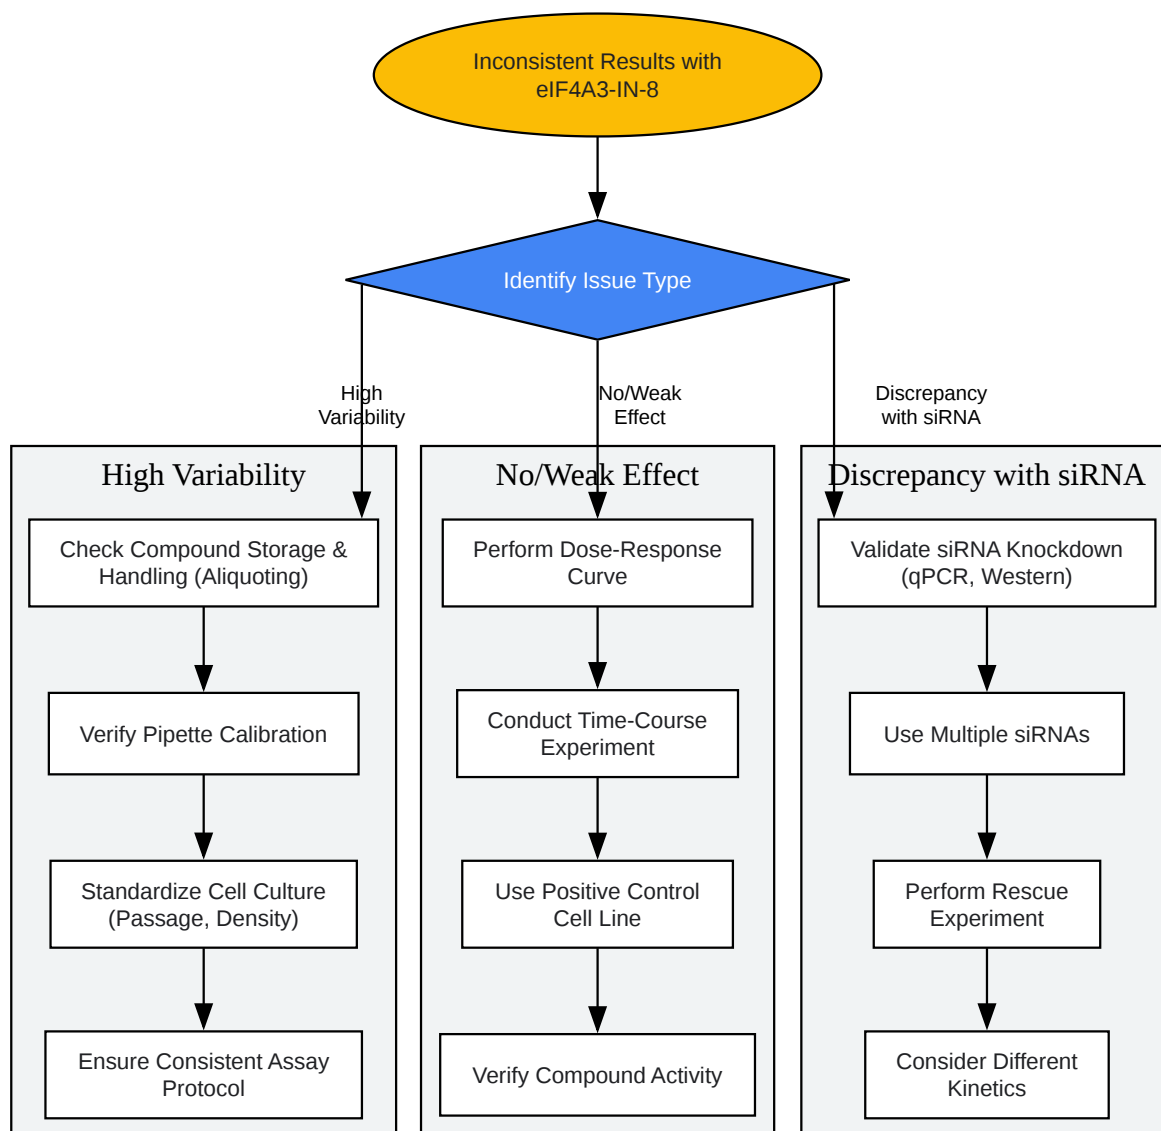 Inconsistent Results with
eIF4A3-IN-8
Identify Issue Type
High
Variability
No/Weak
Effect
Discrepancy
with siRNA
High Variability
Check Compound Storage &
Handling (Aliquoting)
Verify Pipette Calibration
Standardize Cell Culture
(Passage, Density)
Ensure Consistent Assay
Protocol
No/Weak Effect
Perform Dose-Response
Curve
Conduct Time-Course
Experiment
Use Positive Control
Cell Line
Verify Compound Activity
Discrepancy with siRNA
Validate siRNA Knockdown
(qPCR, Western)
Use Multiple siRNAs
Perform Rescue
Experiment
Consider Different
Kinetics